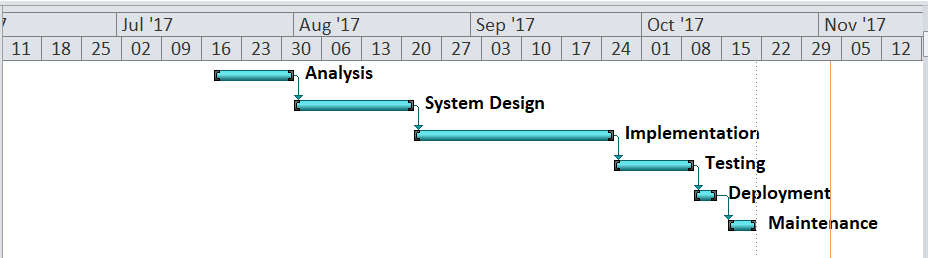 7 Jul '17 Aug '17 Sep '17 Oct '17 Nov '17
11 18 25 02 09 16 23 30 06 13 20 27 03 10 17 24 01 08 15 22 29 05 12
Analysis
System Design
Implementation
Testing
Deployment
Maintenance